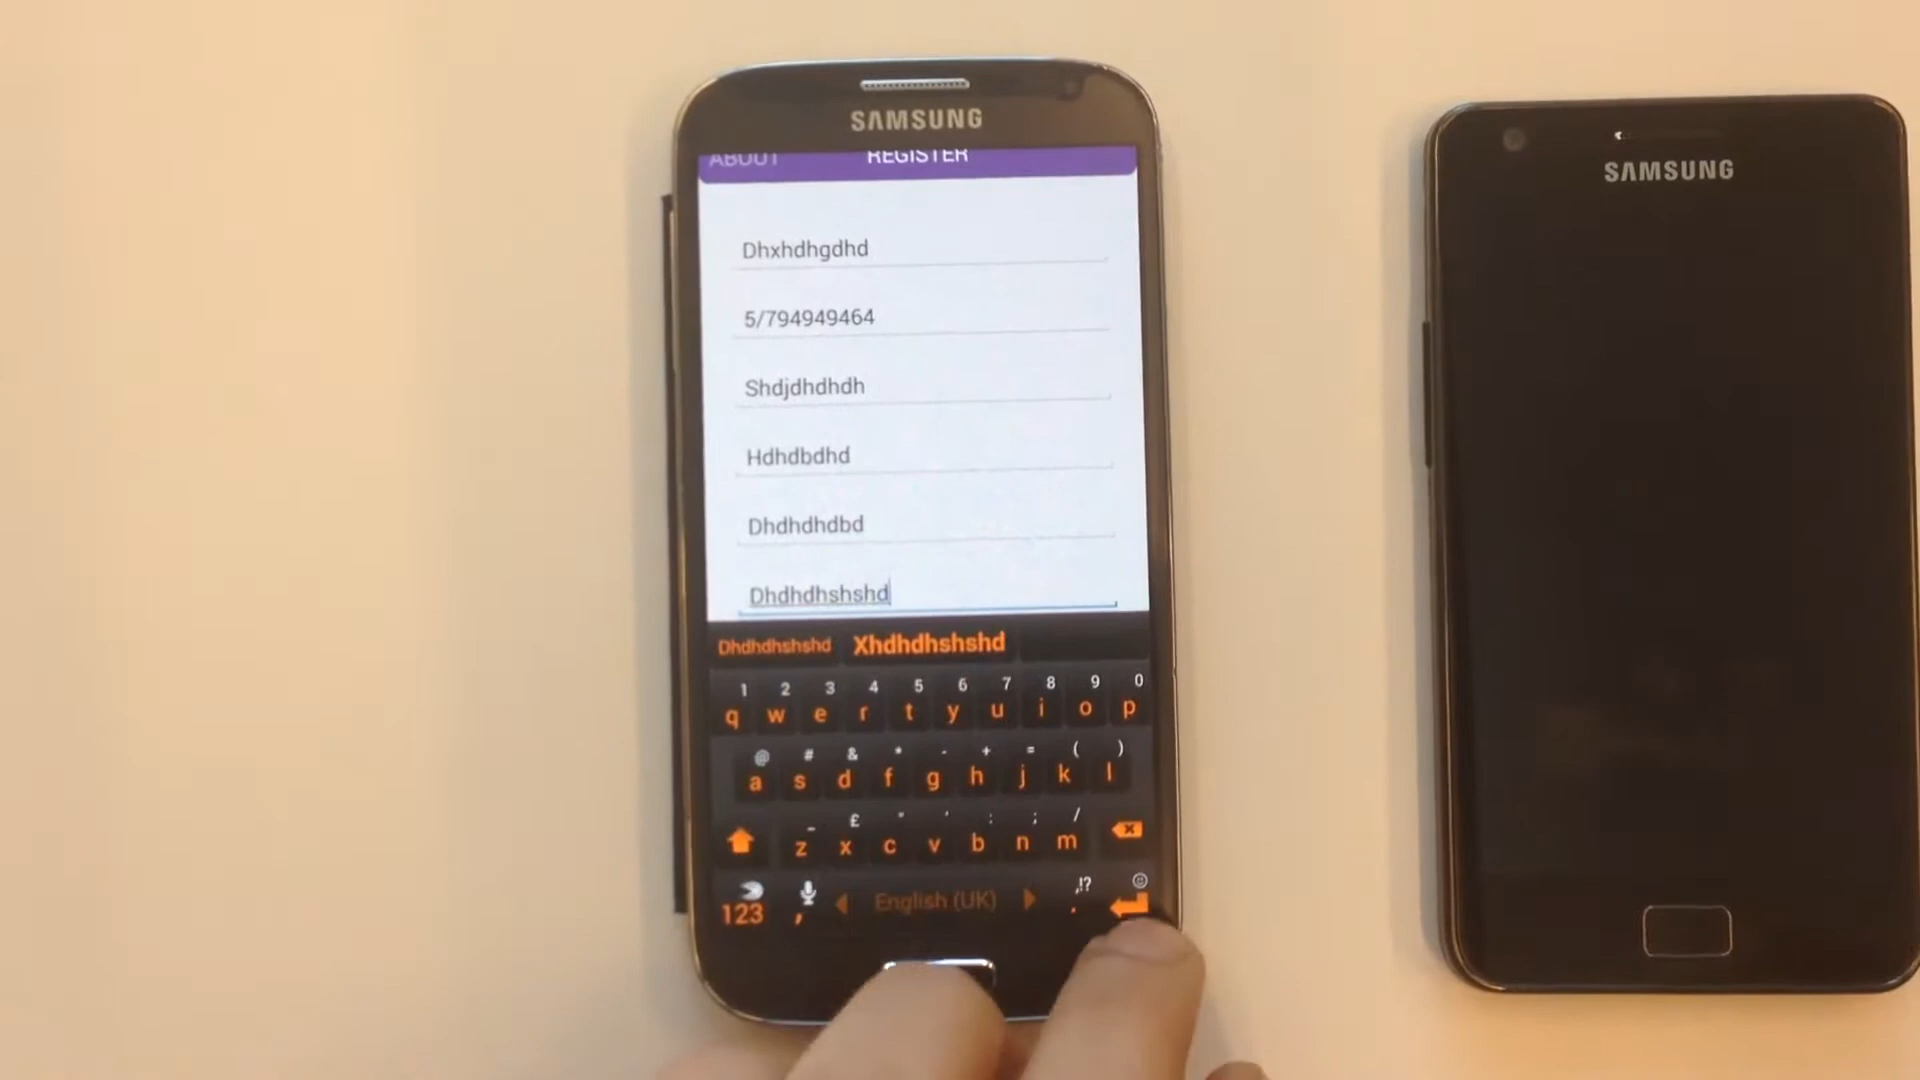 SAMSUNG
ABOUT REGISTER
Dhxhdhgdhd
5/794949464
Shdjdhdhdh
Hdhdbdhd
Dhdhdhdbd
Dhdhdhshshd
Dhdhdhshshd Xhdhdhshshd
1 2 3 4 5 6 7 8 9 0
q w e r t y u i o p
@ # & * - + = ( )
a s d f g h j k l
_ £ " ' : ; /
z x c v b n m
,!?
123 , English (UK) .
SAMSUNG